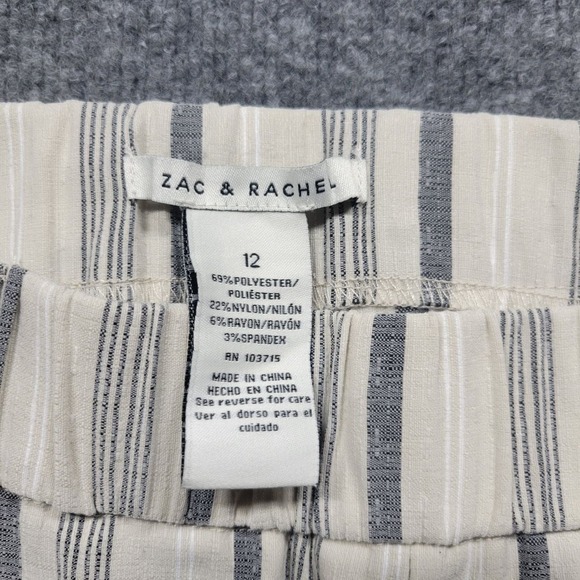 ZAC & RACHEL
12
69%POLYESTER/
POLIÉSTER
22%NYLON/NILÓN
6%RAYON/RAYÓN
3%SPANDEX
RN 103715
MADE IN CHINA
HECHO EN CHINA
See reverse for care
Ver al dorso para el
cuidado